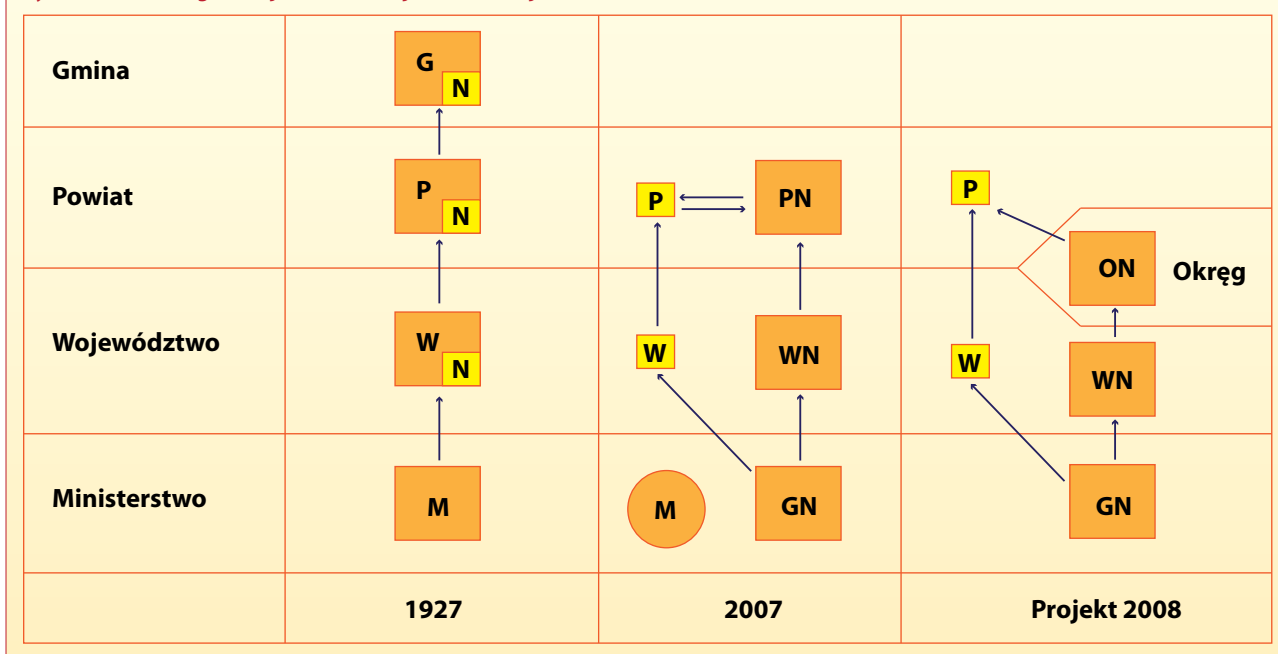 Gmina
G
N
Powiat
P
N
P
PN
P
ON
Okręg
Województwo
W
N
W
WN
W
WN
Ministerstwo
M
M
GN
GN
1927
2007
Projekt 2008